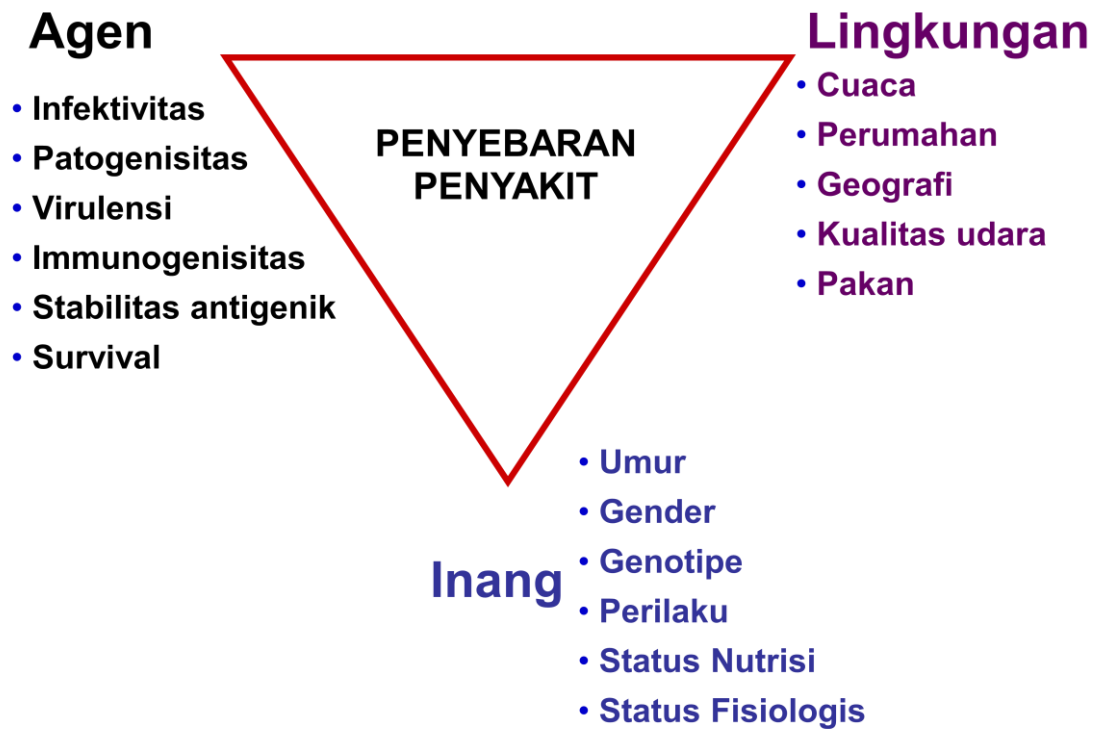 Agen
• Infektivitas
• Patogenisitas
• Virulensi
• Immunogenisitas
• Stabilitas antigenik
• Survival
PENYEBARAN
PENYAKIT
Lingkungan
• Cuaca
• Perumahan
• Geografi
• Kualitas udara
• Pakan
Inang
• Umur
• Gender
• Genotipe
• Perilaku
• Status Nutrisi
• Status Fisiologis